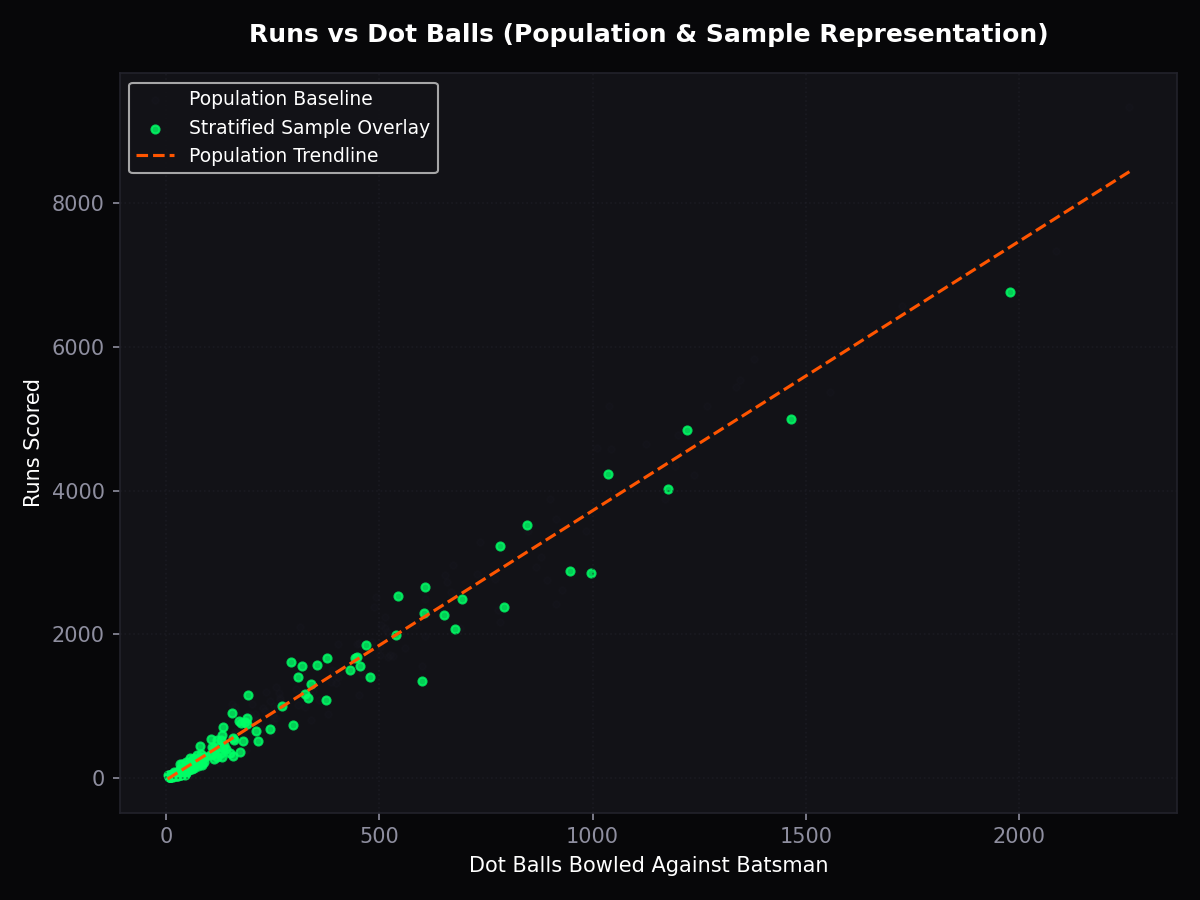 Runs vs Dot Balls (Population & Sample Representation)
Population Baseline
Stratified Sample Overlay
Population Trendline
8000
6000
4000
2000
0
Runs Scored
0 500 1000 1500 2000
Dot Balls Bowled Against Batsman